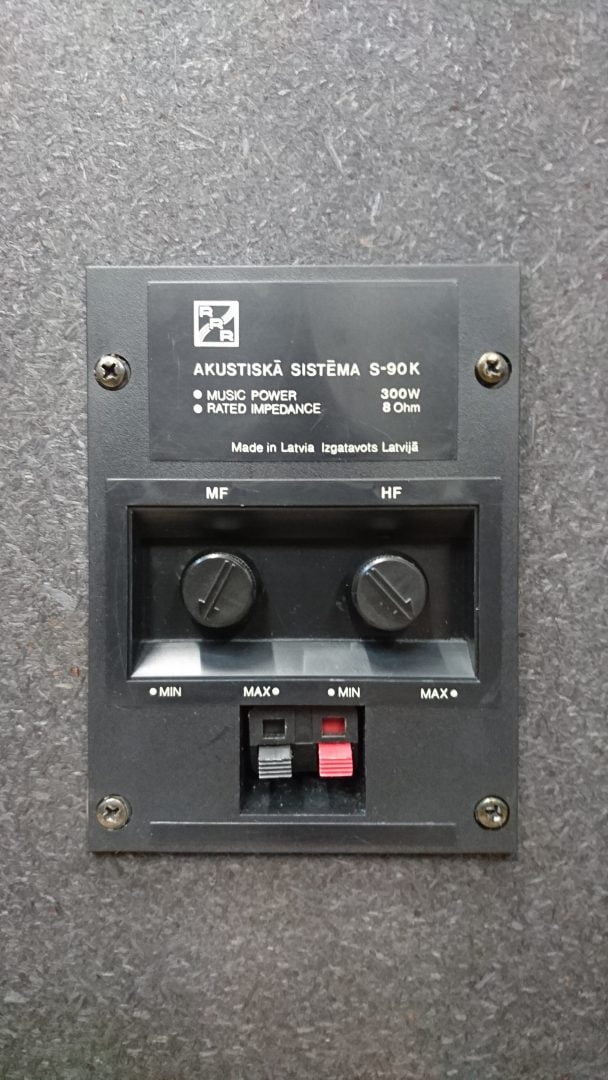 RRR
AKUSTISKĀ SISTĒMA S-90K
● MUSIC POWER 300W
● RATED IMPEDANCE 8 Ohm
Made in Latvia Izgatavots Latvijā
MF HF
● MIN MAX ● ● MIN MAX ●